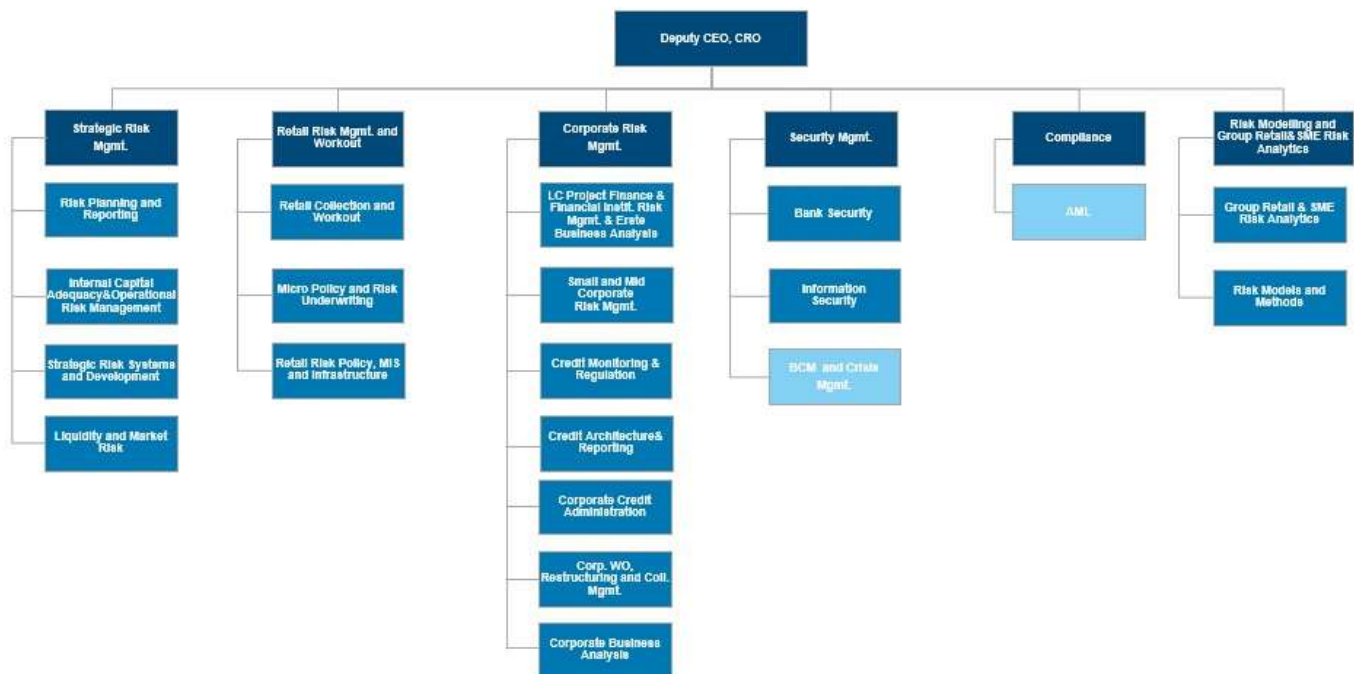 Deputy CEO, CRO
Strategic Risk
Mgmt.
Risk Planning and
Reporting
Internal Capital
Adequacy&Operational
Risk Management
Strategic Risk Systems
and Development
Liquidity and Market
Risk
Retail Risk Mgmt. and
Workout
Retail Collection and
Workout
Micro Policy and Risk
Underwriting
Retail Risk Policy, MIS
and Infrastructure
Corporate Risk
Mgmt.
LC Project Finance &
Financial Instit. Risk
Mgmt. & Erste
Business Analysis
Small and Mid
Corporate
Risk Mgmt.
Credit Monitoring &
Regulation
Credit Architecture&
Reporting
Corporate Credit
Administration
Corp. WO,
Restructuring and Coll.
Mgmt.
Corporate Business
Analysis
Security Mgmt.
Bank Security
Information
Security
BCM and Crisis
Mgmt.
Compliance
AML
Risk Modelling and
Group Retail&SME Risk
Analytics
Group Retail & SME
Risk Analytics
Risk Models and
Methods